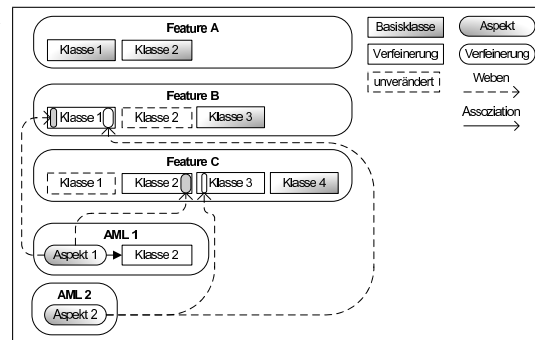 Feature A
Klasse 1 Klasse 2
Feature B
Klasse 1 Klasse 2 Klasse 3
Feature C
Klasse 1 Klasse 2 Klasse 3 Klasse 4
AML 1
Aspekt 1 Klasse 2
AML 2
Aspekt 2
Basisklasse Aspekt
Verfeinerung Verfeinerung
unverändert Weben
Assoziation